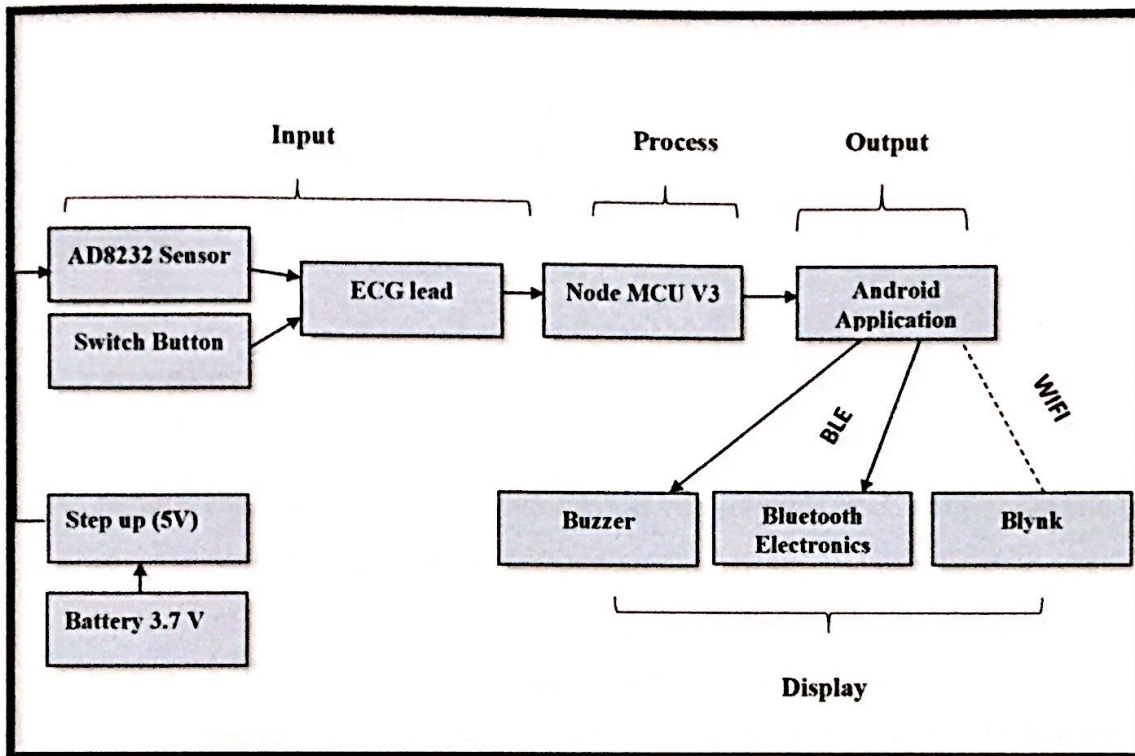 Input
Process
Output
AD8232 Sensor
Switch Button
ECG lead
Node MCU V3
Android
Application
BLE
WIFI
Step up (5V)
Battery 3.7 V
Buzzer
Bluetooth
Electronics
Blynk
Display